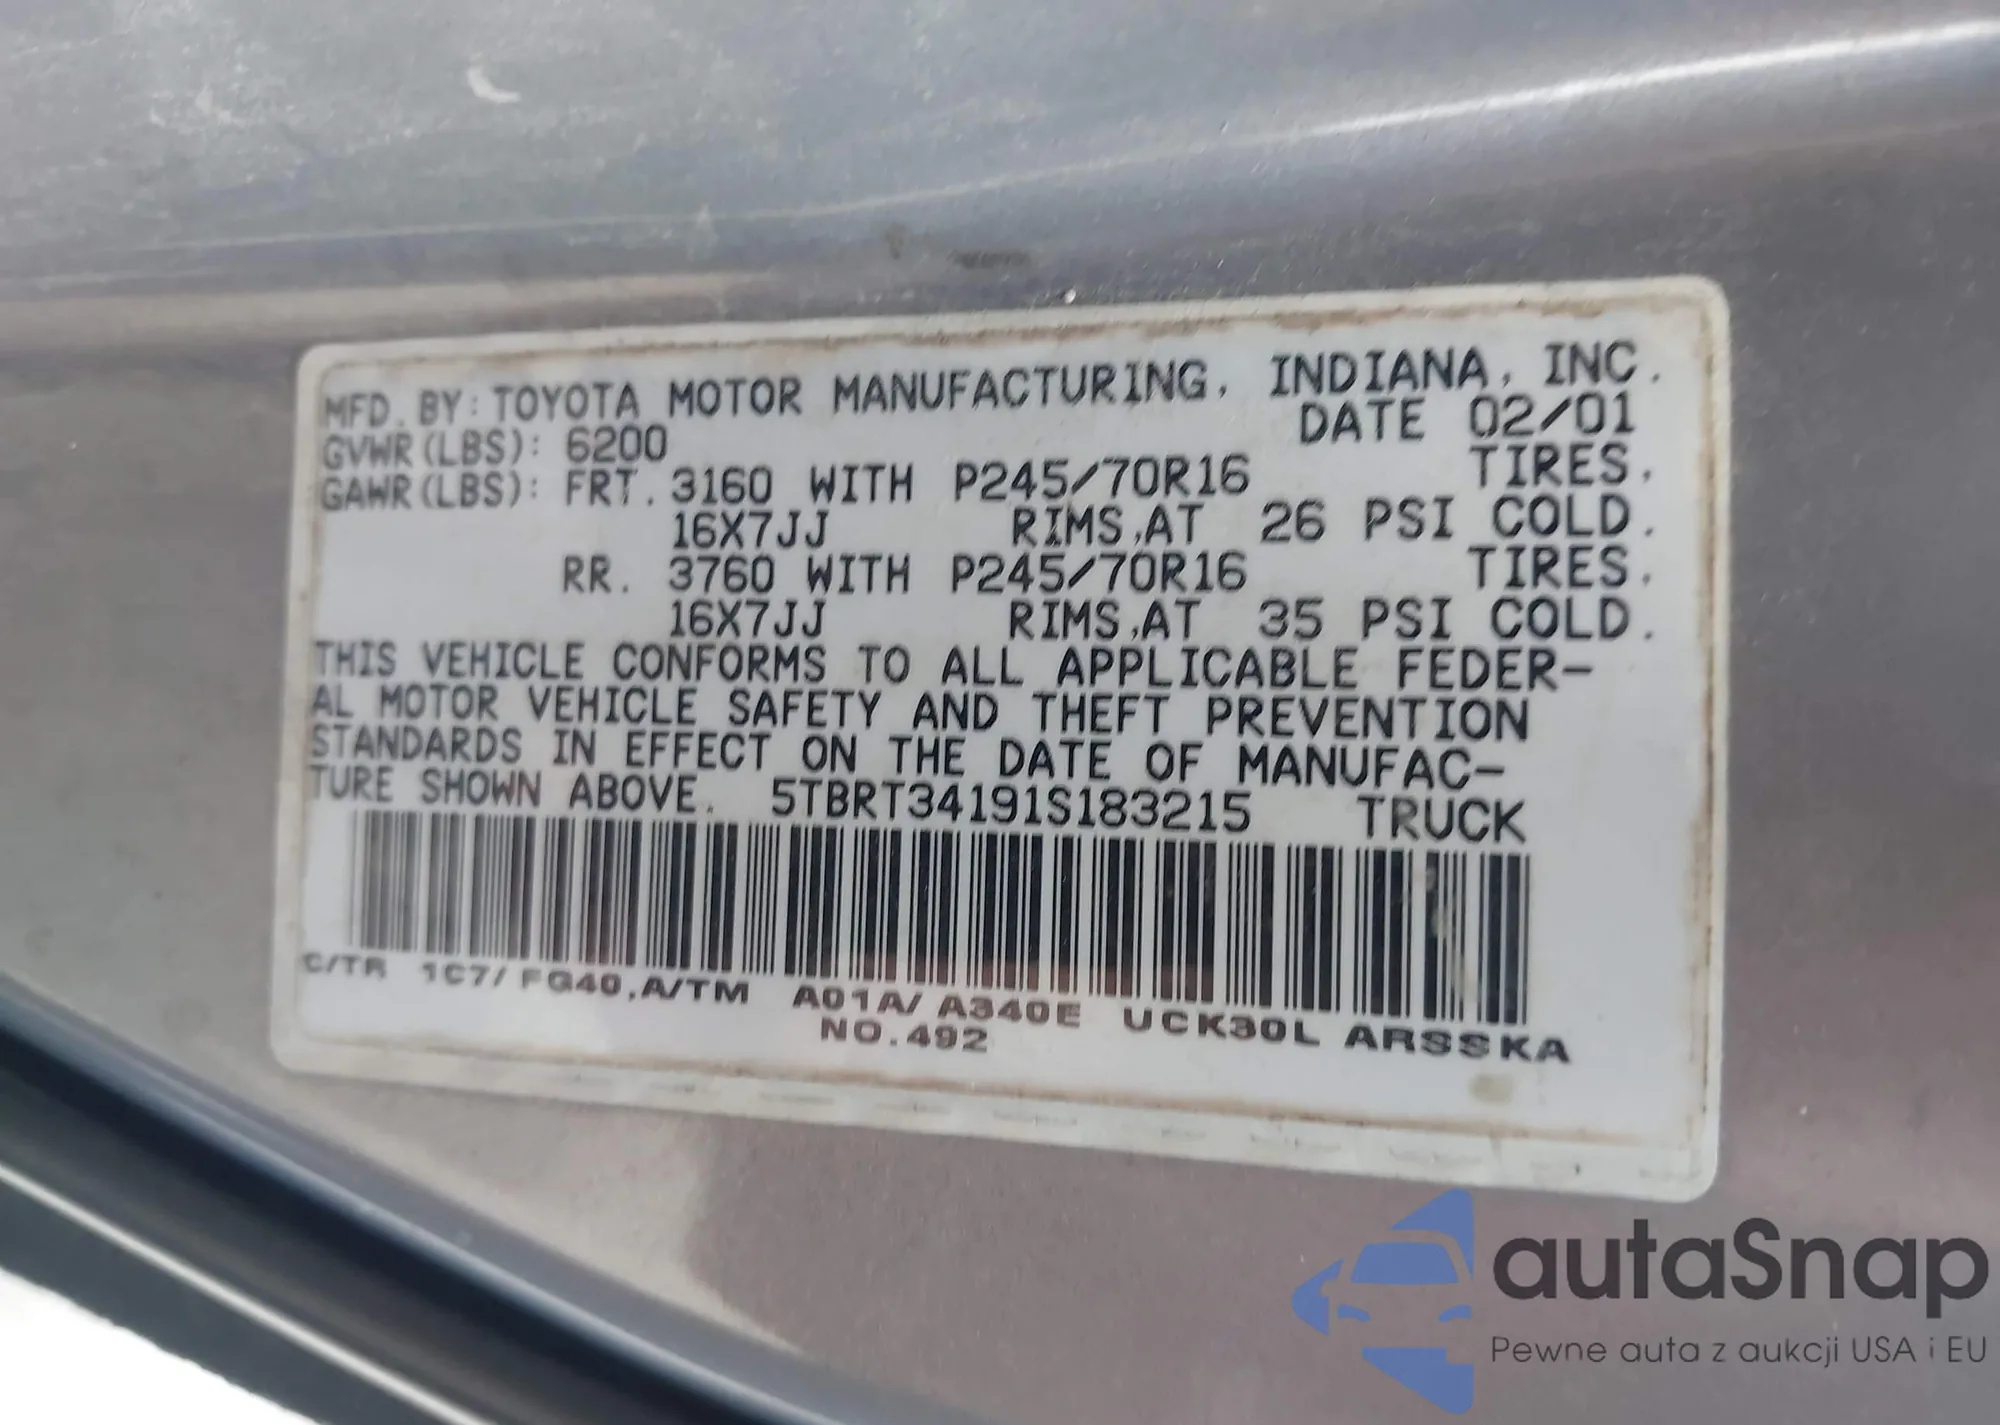 MFD. BY: TOYOTA MOTOR MANUFACTURING, INDIANA, INC.
DATE 02/01
GVWR(LBS): 6200
GAWR(LBS): FRT. 3160 WITH P245/70R16 TIRES,
16X7JJ RIMS,AT 26 PSI COLD.
RR. 3760 WITH P245/70R16 TIRES,
16X7JJ RIMS,AT 35 PSI COLD.
THIS VEHICLE CONFORMS TO ALL APPLICABLE FEDER-
AL MOTOR VEHICLE SAFETY AND THEFT PREVENTION
STANDARDS IN EFFECT ON THE DATE OF MANUFAC-
TURE SHOWN ABOVE. 5TBRT34191S183215 TRUCK
C/TR 1C7/FG40,A/TM A01A/A340E UCK30L ARSSKA
NO.492
autaSnap
Pewne auta z aukcji USA i EU